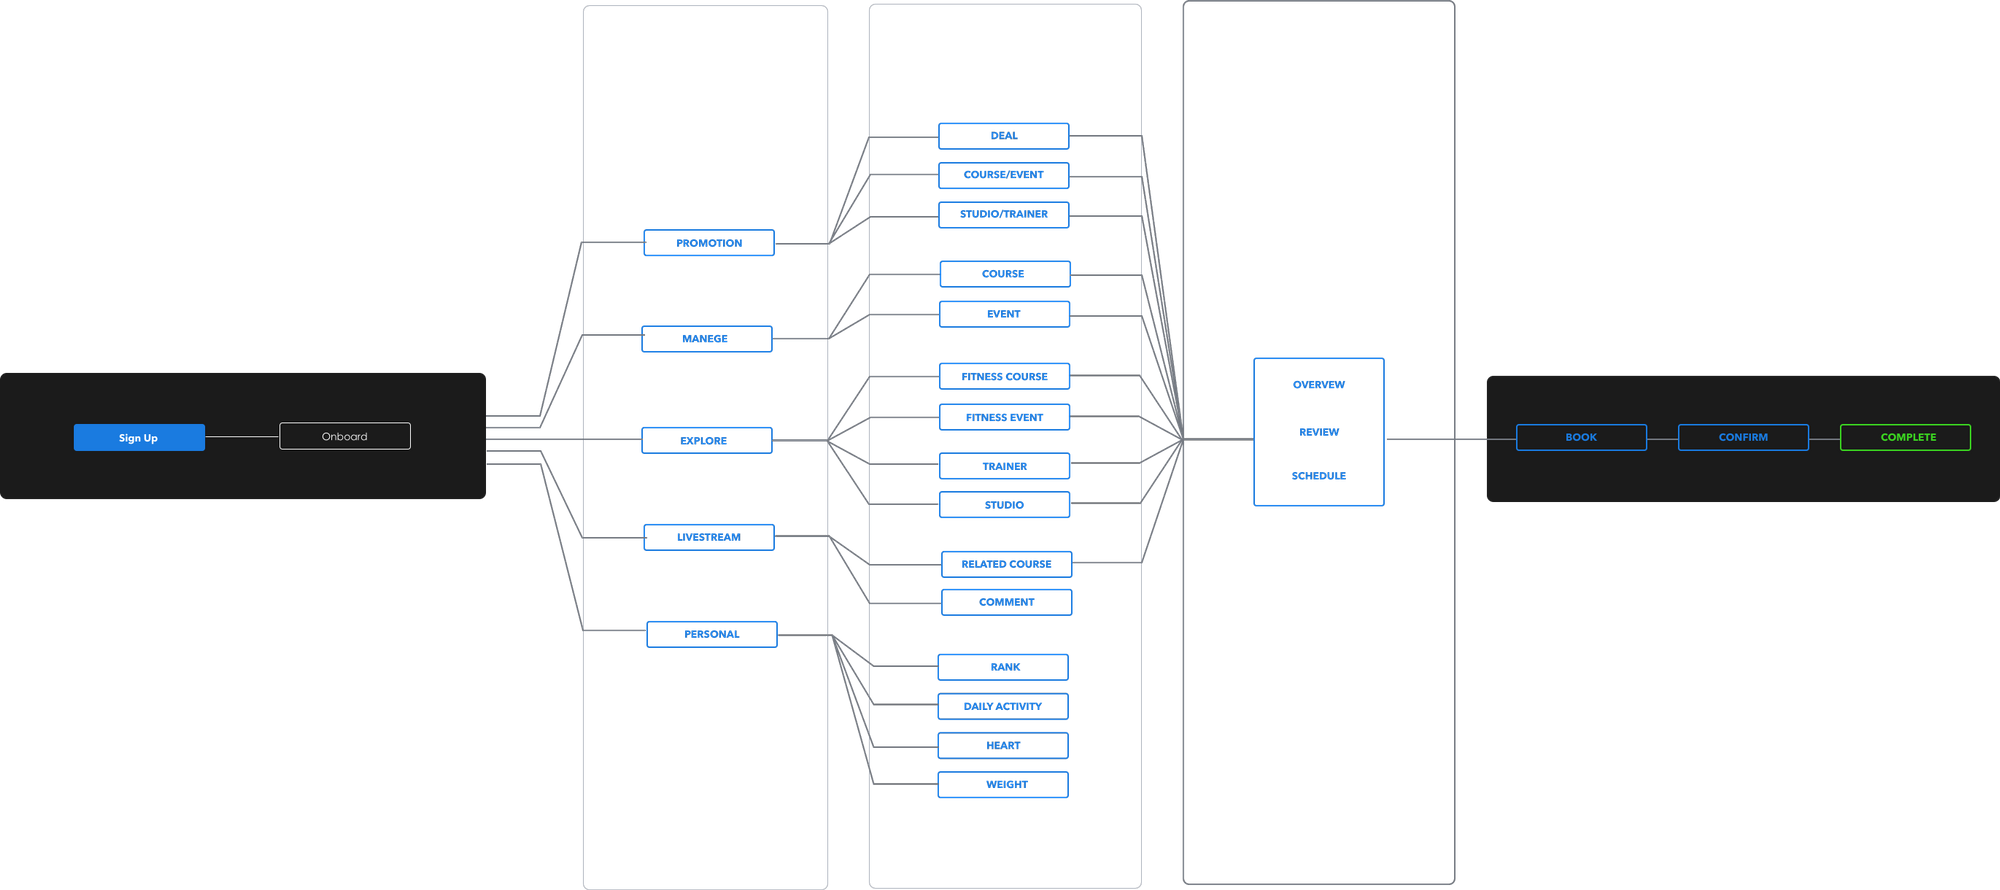 Sign Up
Onboard
PROMOTION
MANEGE
EXPLORE
LIVESTREAM
PERSONAL
DEAL
COURSE/EVENT
STUDIO/TRAINER
COURSE
EVENT
FITNESS COURSE
FITNESS EVENT
TRAINER
STUDIO
RELATED COURSE
COMMENT
RANK
DAILY ACTIVITY
HEART
WEIGHT
OVERVEW
REVIEW
SCHEDULE
BOOK
CONFIRM
COMPLETE